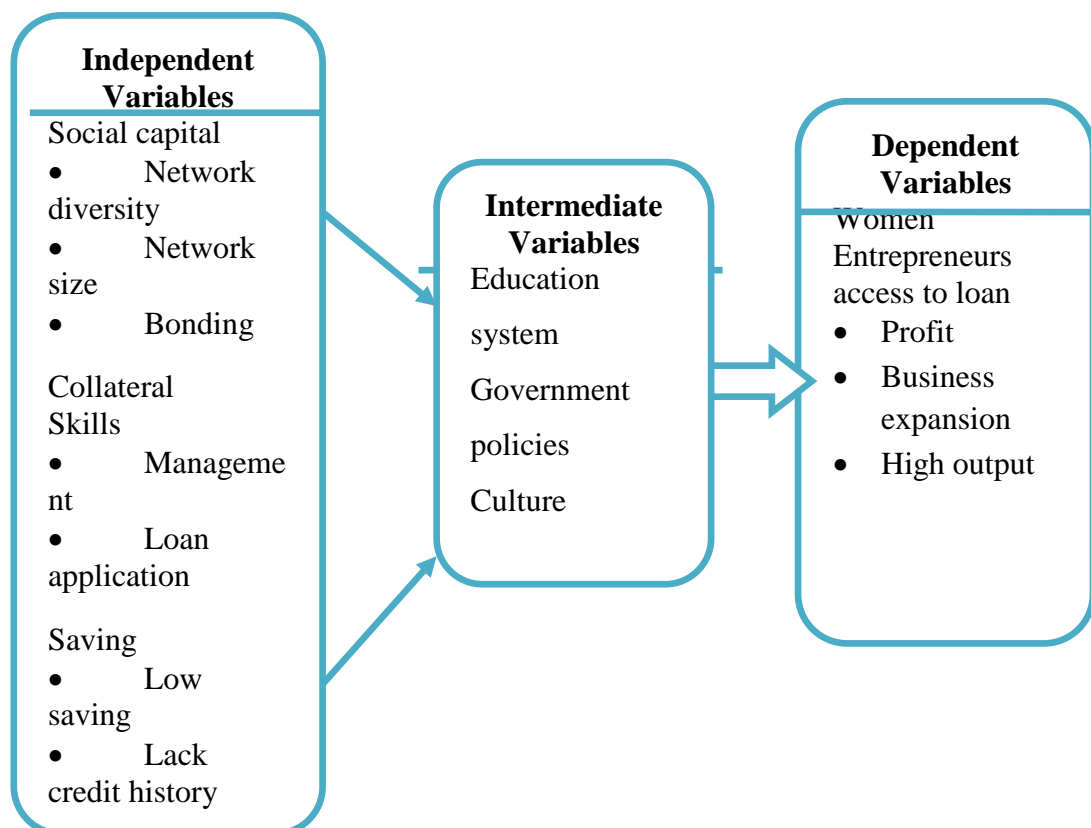 Independent
Variables
Social capital
• Network
diversity
• Network
size
• Bonding
Collateral
Skills
• Manageme
nt
• Loan
application
Saving
• Low
saving
• Lack
credit history
Intermediate
Variables
Education
system
Government
policies
Culture
Dependent
Variables
Women
Entrepreneurs
access to loan
• Profit
• Business
expansion
• High output